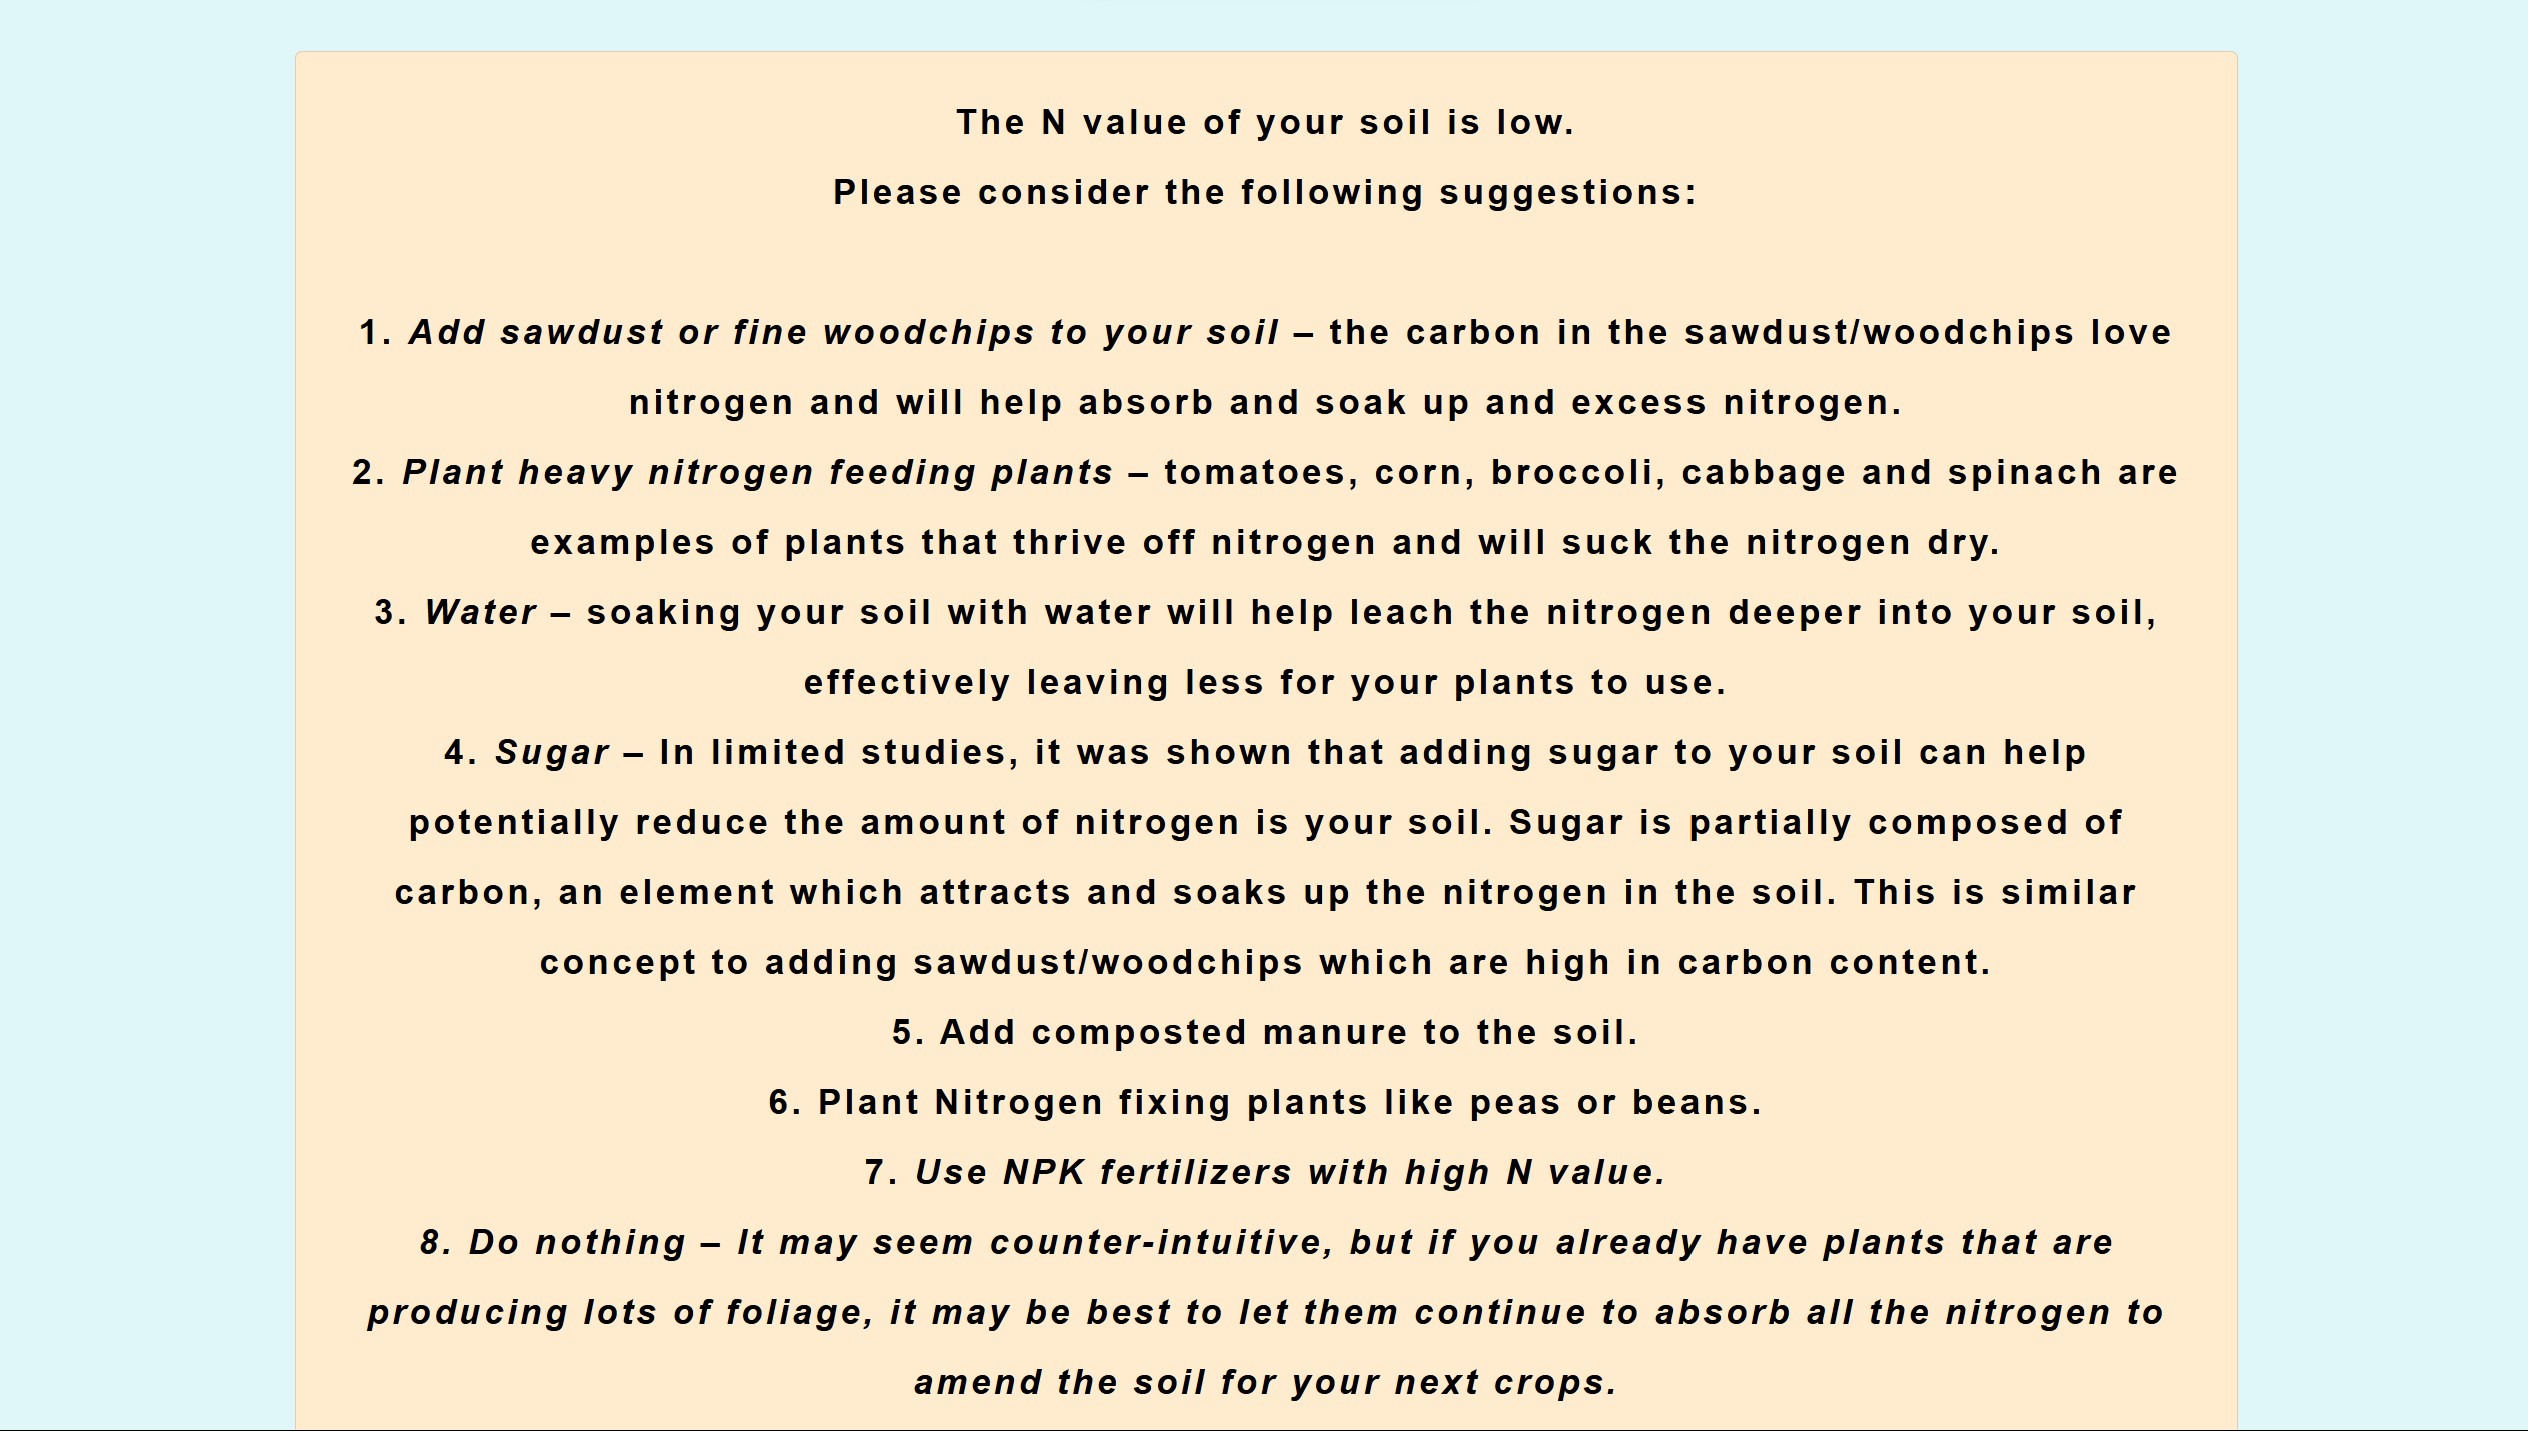 The N value of your soil is low.
Please consider the following suggestions:
1. Add sawdust or fine woodchips to your soil – the carbon in the sawdust/woodchips love
nitrogen and will help absorb and soak up and excess nitrogen.
2. Plant heavy nitrogen feeding plants – tomatoes, corn, broccoli, cabbage and spinach are
examples of plants that thrive off nitrogen and will suck the nitrogen dry.
3. Water – soaking your soil with water will help leach the nitrogen deeper into your soil,
effectively leaving less for your plants to use.
4. Sugar – In limited studies, it was shown that adding sugar to your soil can help
potentially reduce the amount of nitrogen is your soil. Sugar is partially composed of
carbon, an element which attracts and soaks up the nitrogen in the soil. This is similar
concept to adding sawdust/woodchips which are high in carbon content.
5. Add composted manure to the soil.
6. Plant Nitrogen fixing plants like peas or beans.
7. Use NPK fertilizers with high N value.
8. Do nothing – It may seem counter-intuitive, but if you already have plants that are
producing lots of foliage, it may be best to let them continue to absorb all the nitrogen to
amend the soil for your next crops.